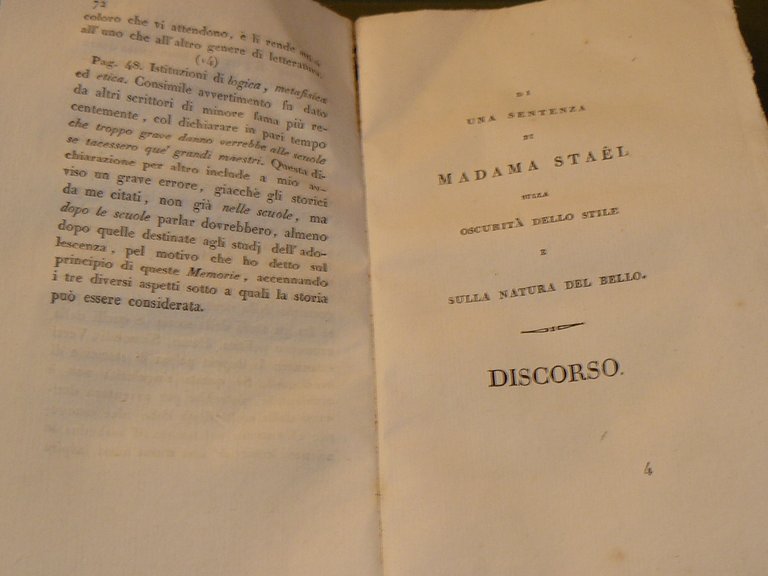 72
coloro che vi attendono, e li rende
all'uno che all'altro genere di letteratura.
(14)
Pag. 48. Istituzioni di logica, metafisica
ed etica. Consimile avvertimento fu dato
da altri scrittori di minore fama più re-
centemente, col dichiarare in pari tempo
che troppo grave danno verrebbe alle scuole
se tacessero que' grandi maestri. Questa di-
chiarazione per altro include a mio av-
viso un grave errore, giacchè gli storici
da me citati, non già nelle scuole, ma
dopo le scuole parlar dovrebbero, almeno
dopo quelle destinate agli studj dell'ado-
lescenza, pel motivo che ho detto sul
principio di queste Memorie, accennando
i tre diversi aspetti sotto a quali la storia
può essere considerata.
DI
UNA SENTENZA
DI
MADAMA STAËL
SULLA
OSCURITÀ DELLO STILE
E
SULLA NATURA DEL BELLO.
DISCORSO.
4